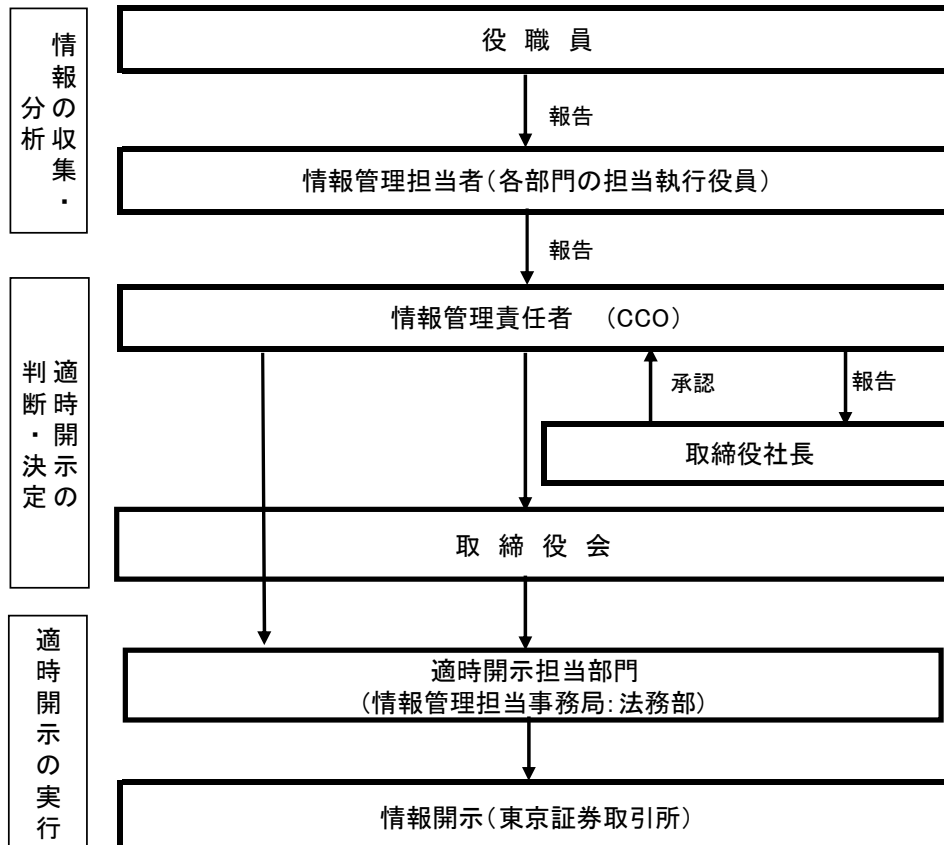 情報の収集・
分析
役 職 員
報告
情報管理担当者（各部門の担当執行役員）
報告
適時開示の
判断・決定
情報管理責任者　（CCO）
承認
報告
取締役社長
取 締 役 会
適時開示の実行
適時開示担当部門
（情報管理担当事務局：法務部）
情報開示（東京証券取引所）